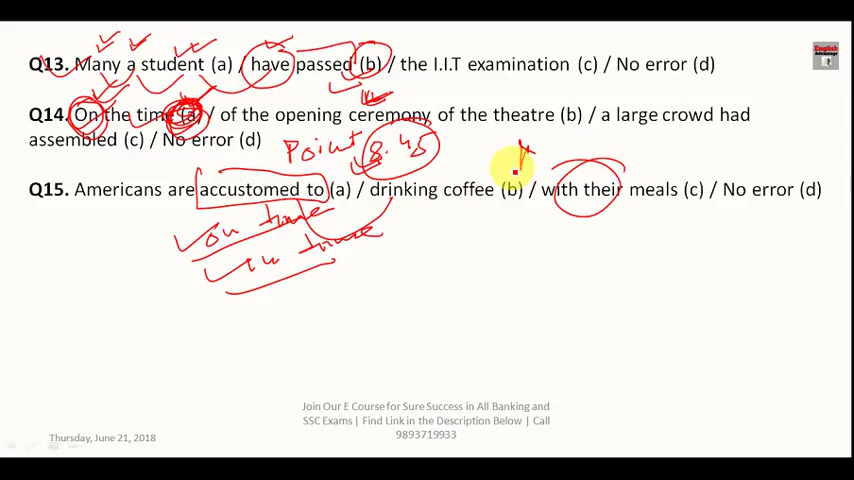 Q13. Many a student (a) / have passed (b) / the I.I.T examination (c) / No error (d)
English
Advantage
Q14. On the time (a) / of the opening ceremony of the theatre (b) / a large crowd had
assembled (c) / No error (d)
Point 8.45
Q15. Americans are accustomed to (a) / drinking coffee (b) / with their meals (c) / No error (d)
on time
in time
Join Our E Course for Sure Success in All Banking and
SSC Exams | Find Link in the Description Below | Call
9893719933
Thursday, June 21, 2018